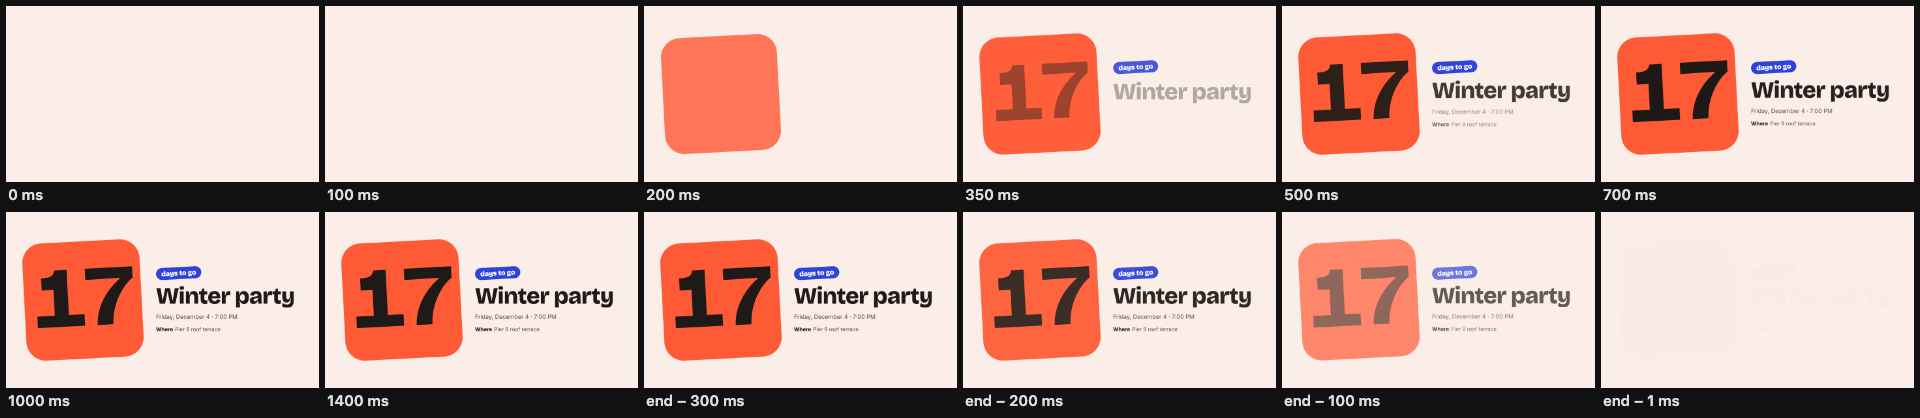 0 ms
100 ms
200 ms
17
days to go
Winter party
350 ms
17
days to go
Winter party
Friday, December 4 · 7:00 PM
Where Pier 9 roof terrace
500 ms
17
days to go
Winter party
Friday, December 4 · 7:00 PM
Where Pier 9 roof terrace
700 ms
17
days to go
Winter party
Friday, December 4 · 7:00 PM
Where Pier 9 roof terrace
1000 ms
17
days to go
Winter party
Friday, December 4 · 7:00 PM
Where Pier 9 roof terrace
1400 ms
17
days to go
Winter party
Friday, December 4 · 7:00 PM
Where Pier 9 roof terrace
end – 300 ms
17
days to go
Winter party
Friday, December 4 · 7:00 PM
Where Pier 9 roof terrace
end – 200 ms
17
days to go
Winter party
Friday, December 4 · 7:00 PM
Where Pier 9 roof terrace
end – 100 ms
Winter party
end – 1 ms